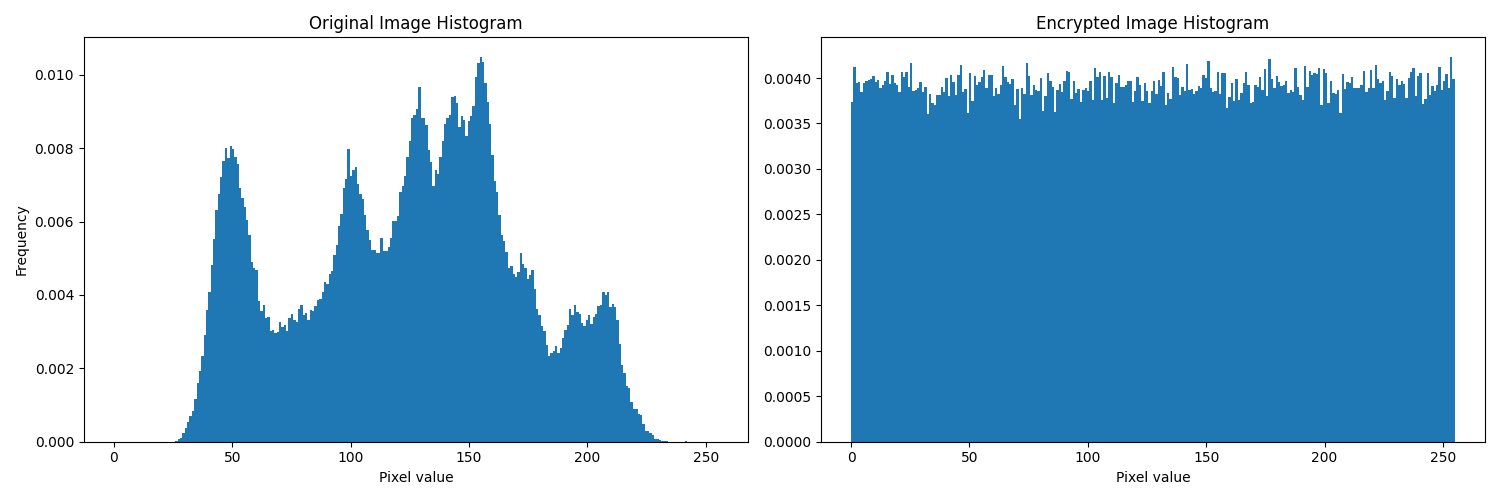 Original Image Histogram
Frequency
0.010
0.008
0.006
0.004
0.002
0.000
0 50 100 150 200 250
Pixel value
Encrypted Image Histogram
0.0040
0.0035
0.0030
0.0025
0.0020
0.0015
0.0010
0.0005
0.0000
0 50 100 150 200 250
Pixel value